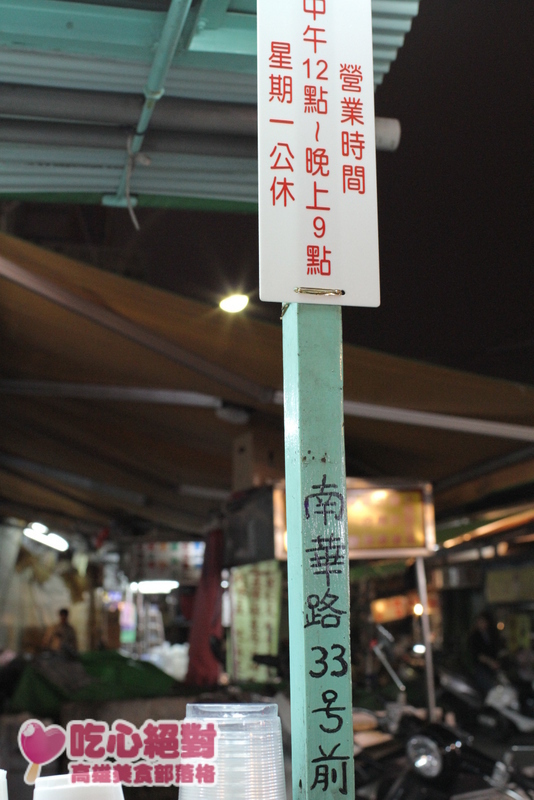 營業時間
中午12點~晚上9點
星期一公休
南華路33号前
吃心絕對
高雄美食部落格